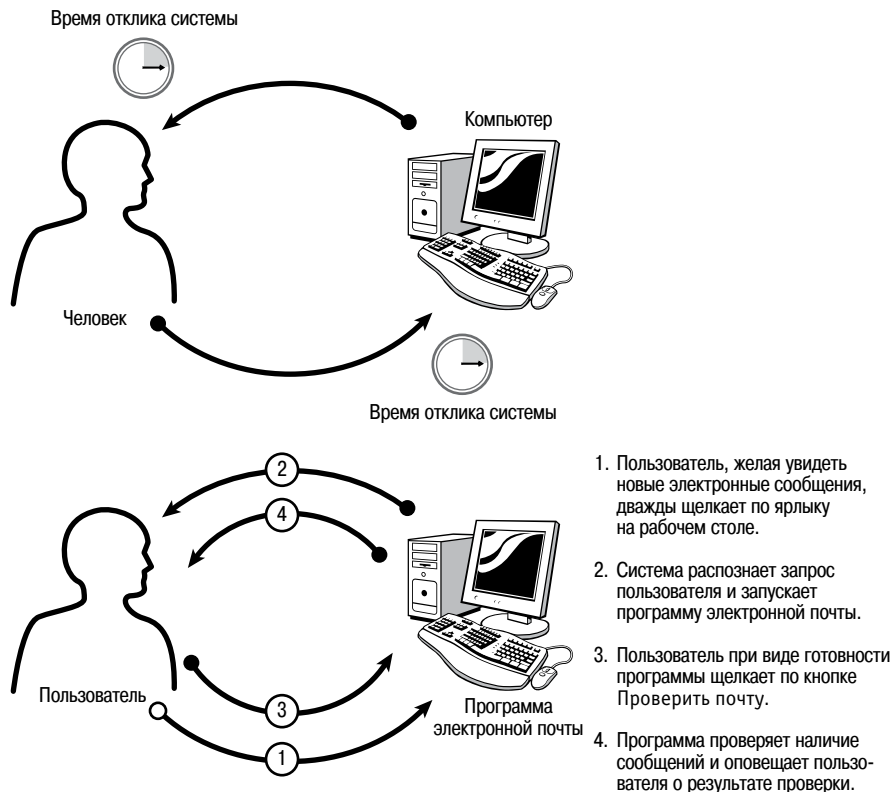 Время отклика системы
Компьютер
Человек
Время отклика системы
2
4
Пользователь
3
1
Программа
электронной почты
1. Пользователь, желая увидеть
новые электронные сообщения,
дважды щелкает по ярлыку
на рабочем столе.
2. Система распознает запрос
пользователя и запускает
программу электронной почты.
3. Пользователь при виде готовности
программы щелкает по кнопке
Проверить почту.
4. Программа проверяет наличие
сообщений и оповещает пользо-
вателя о результате проверки.